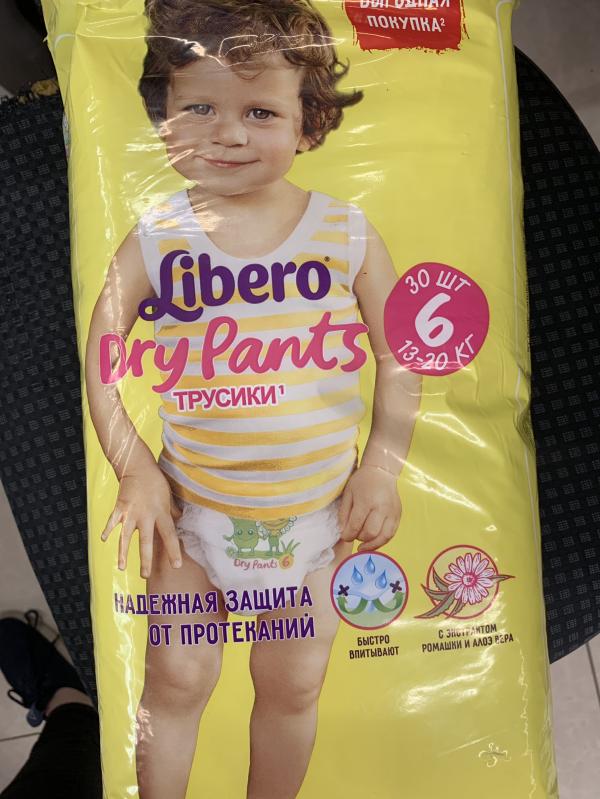 ВЫГОДНАЯ
ПОКУПКА²
Libero®
Dry Pants
ТРУСИКИ¹
30 ШТ
6
13-20 КГ
Dry Pants 6
НАДЕЖНАЯ ЗАЩИТА
ОТ ПРОТЕКАНИЙ
БЫСТРО
ВПИТЫВАЮТ
С ЭКСТРАКТОМ
РОМАШКИ И АЛОЭ ВЕРА